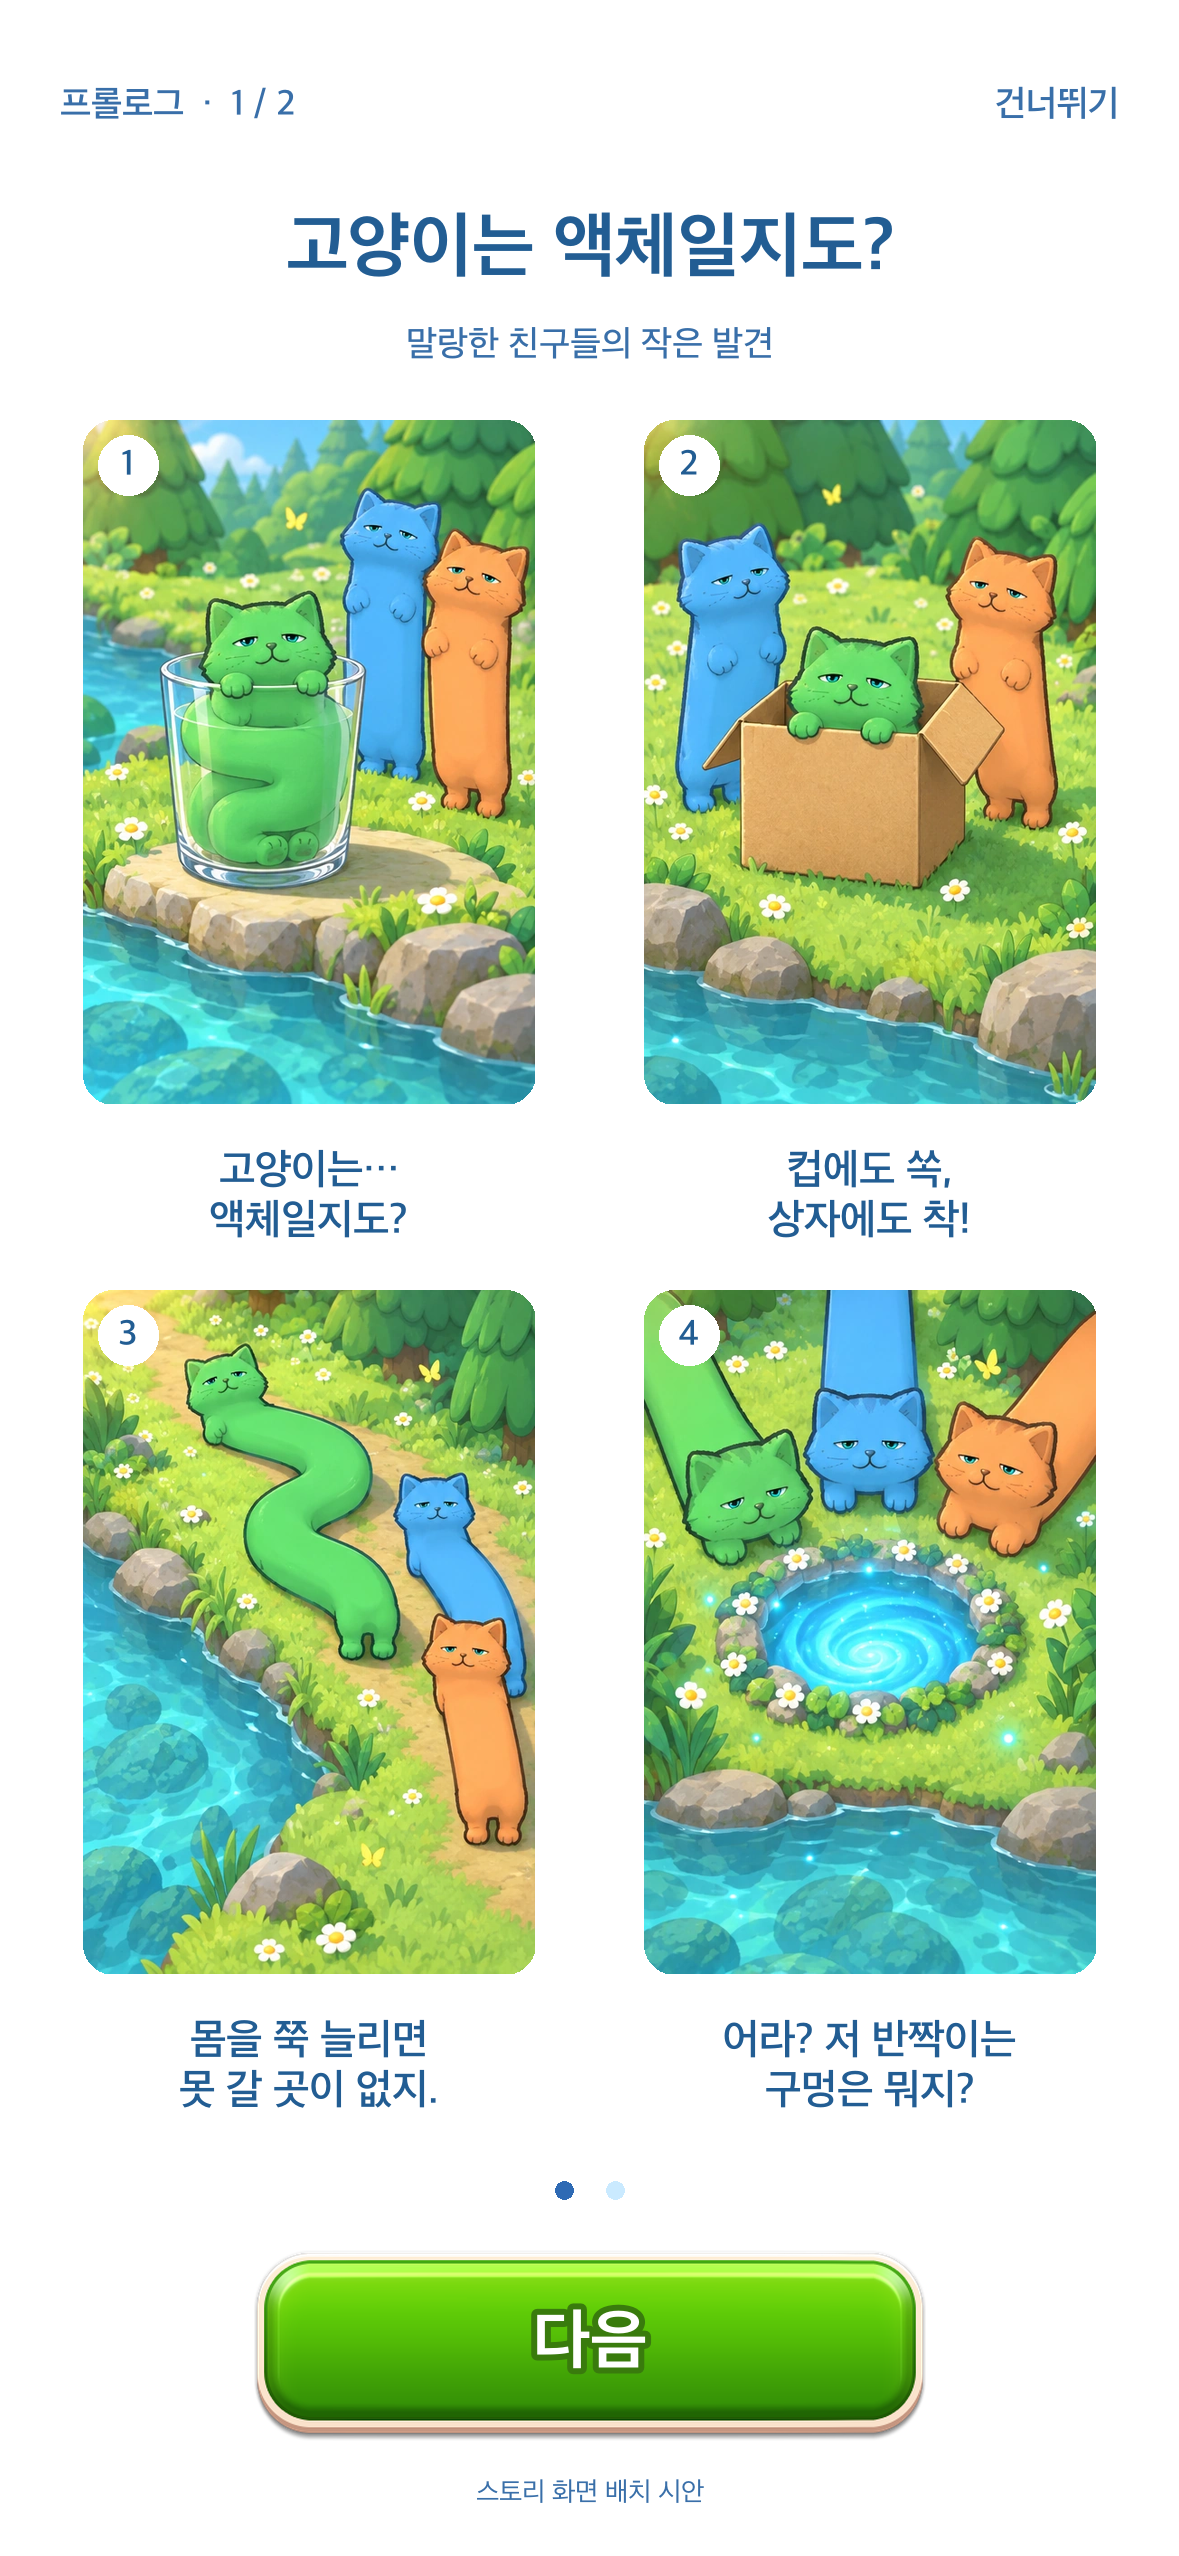 프롤로그 · 1 / 2
건너뛰기
고양이는 액체일지도?
말랑한 친구들의 작은 발견
1
2
고양이는…
액체일지도?
컵에도 쏙,
상자에도 착!
3
4
몸을 쭉 늘리면
못 갈 곳이 없지.
어라? 저 반짝이는
구멍은 뭐지?
다음
스토리 화면 배치 시안